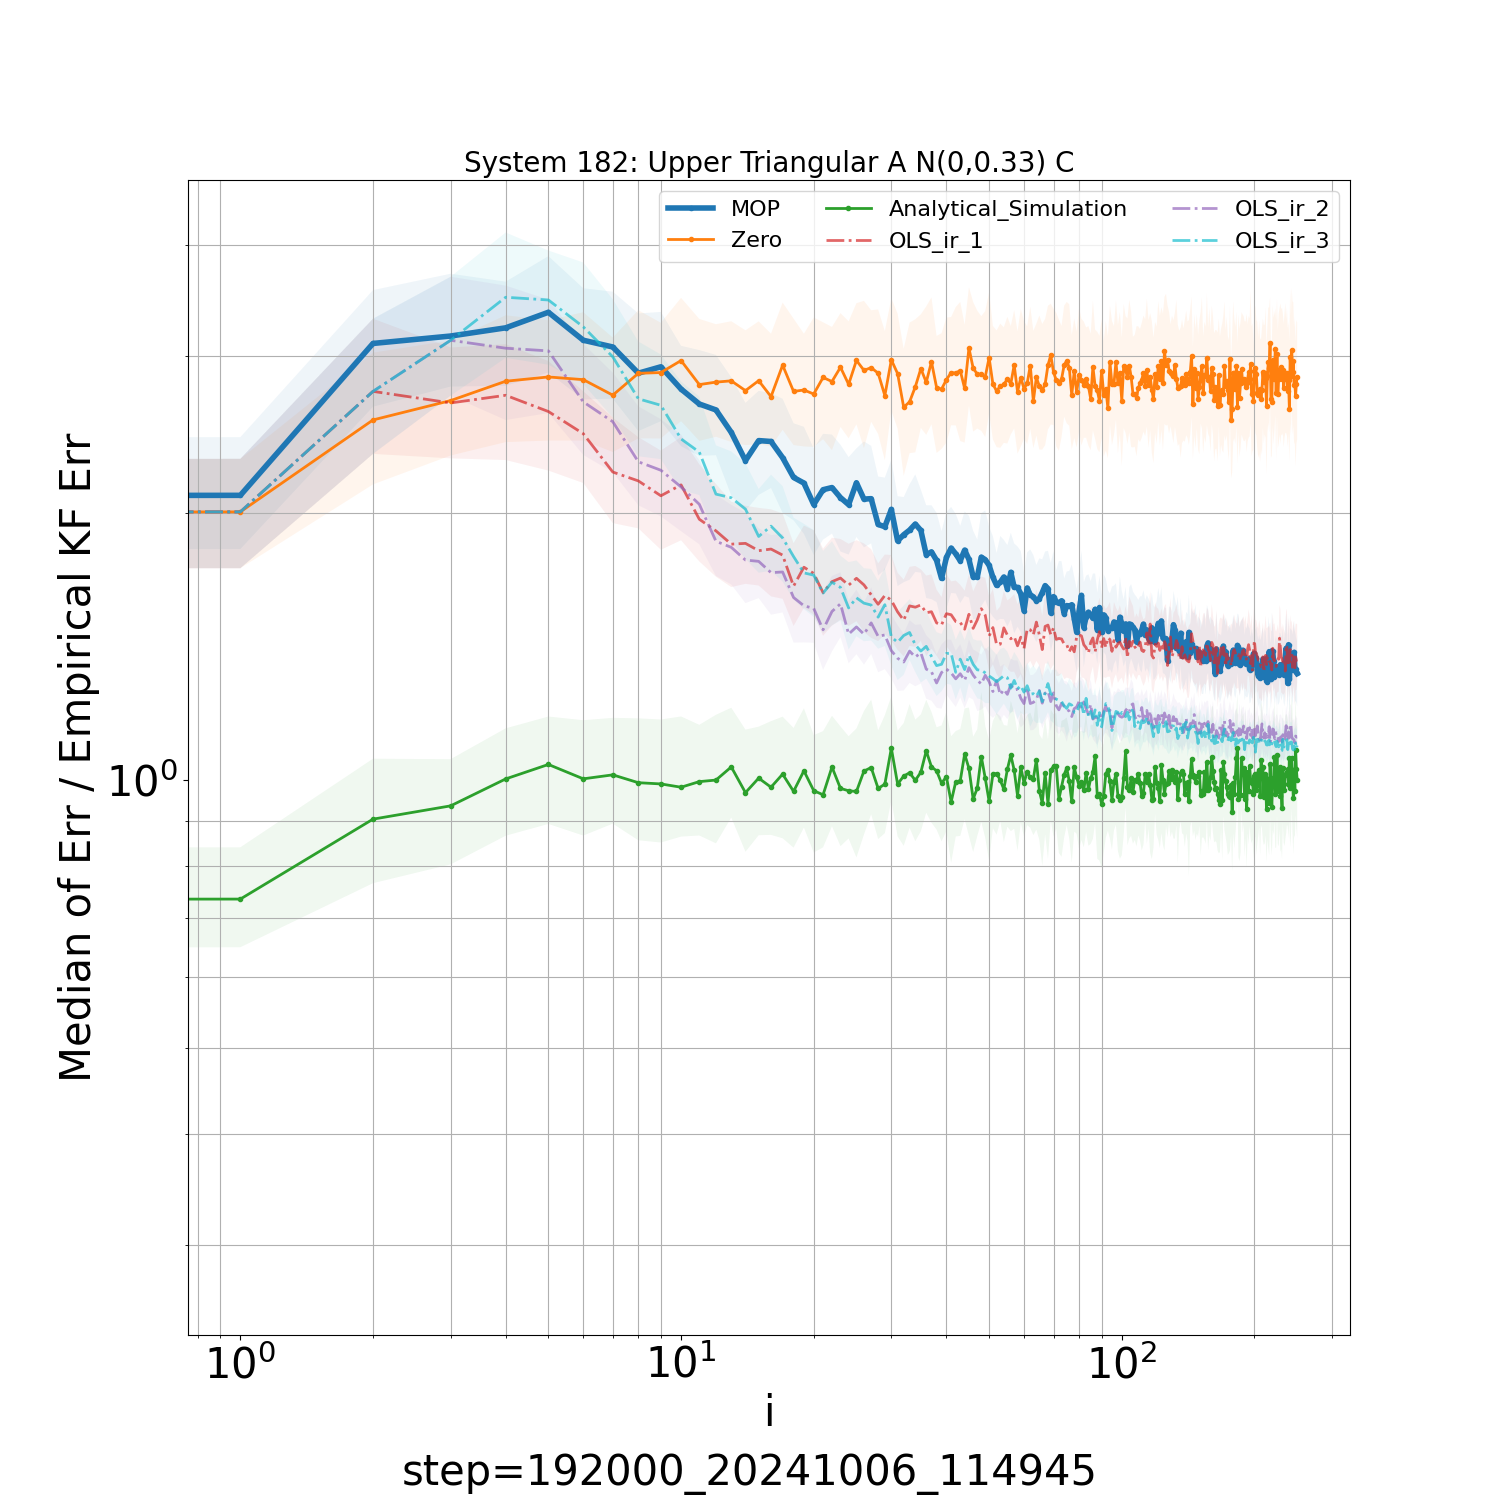 System 182: Upper Triangular A N(0,0.33) C
MOP
Zero
Analytical_Simulation
OLS_ir_1
OLS_ir_2
OLS_ir_3
Median of Err / Empirical KF Err
10⁰
10⁰
10¹
10²
i
step=192000_20241006_114945